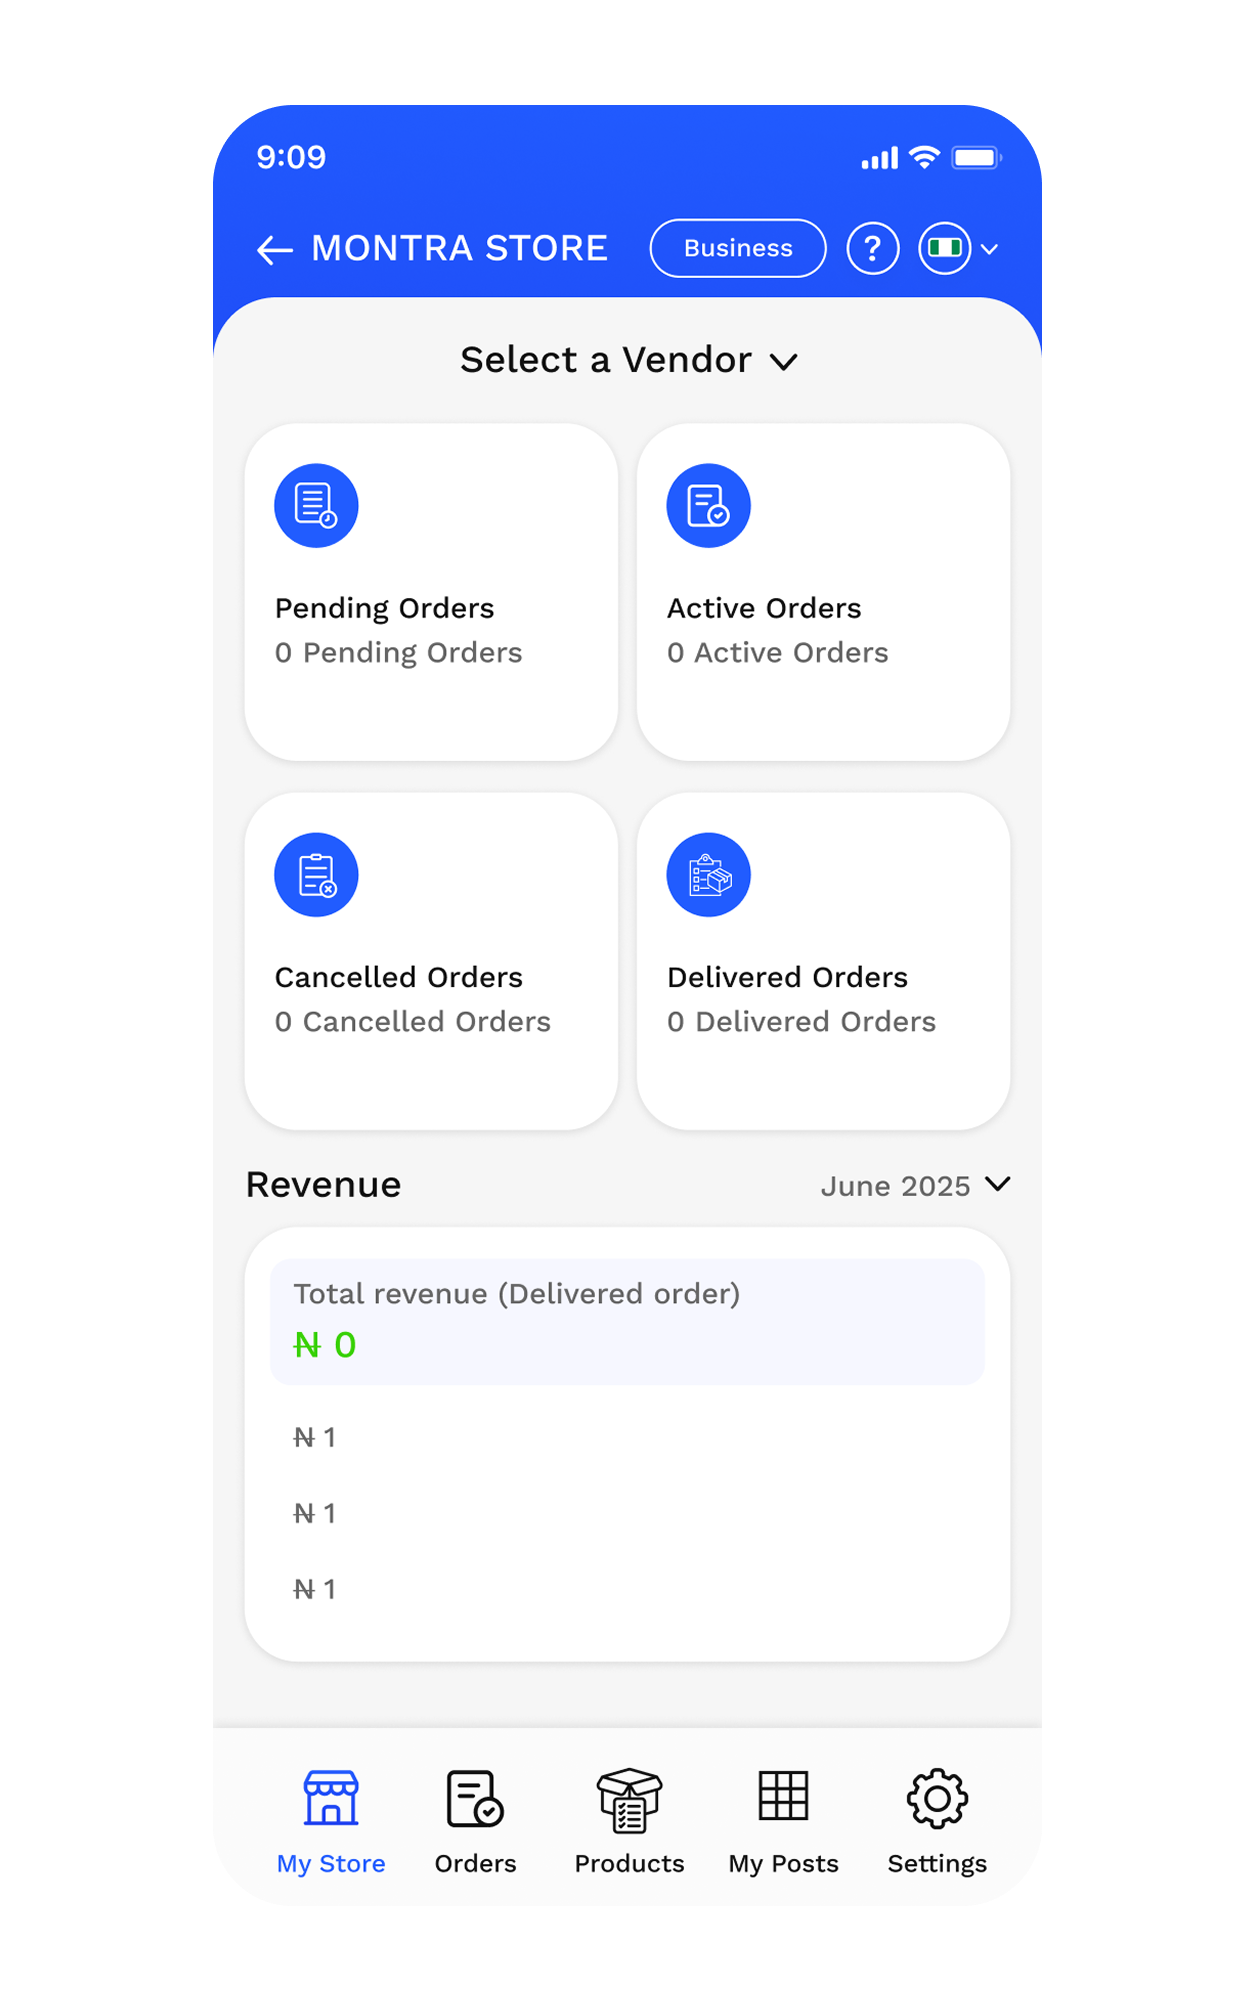 9:09
MONTRA STORE Business ?
Select a Vendor
Pending Orders
0 Pending Orders
Active Orders
0 Active Orders
Cancelled Orders
0 Cancelled Orders
Delivered Orders
0 Delivered Orders
Revenue June 2025
Total revenue (Delivered order)
₦ 0
₦ 1
₦ 1
₦ 1
My Store Orders Products My Posts Settings